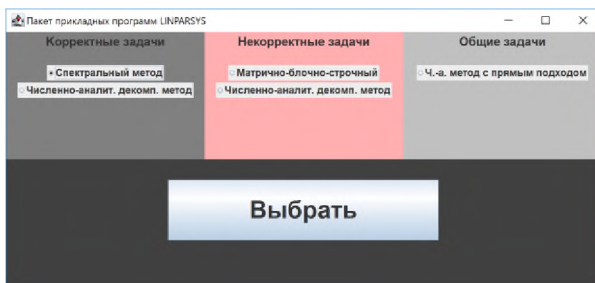 Пакет прикладных программ LINPARSYS
Корректные задачи
Спектральный метод
Численно-аналит. декомп. метод
Некорректные задачи
Матрично-блочно-строчный
Численно-аналит. декомп. метод
Общие задачи
Ч.-а. метод с прямым подходом
Выбрать